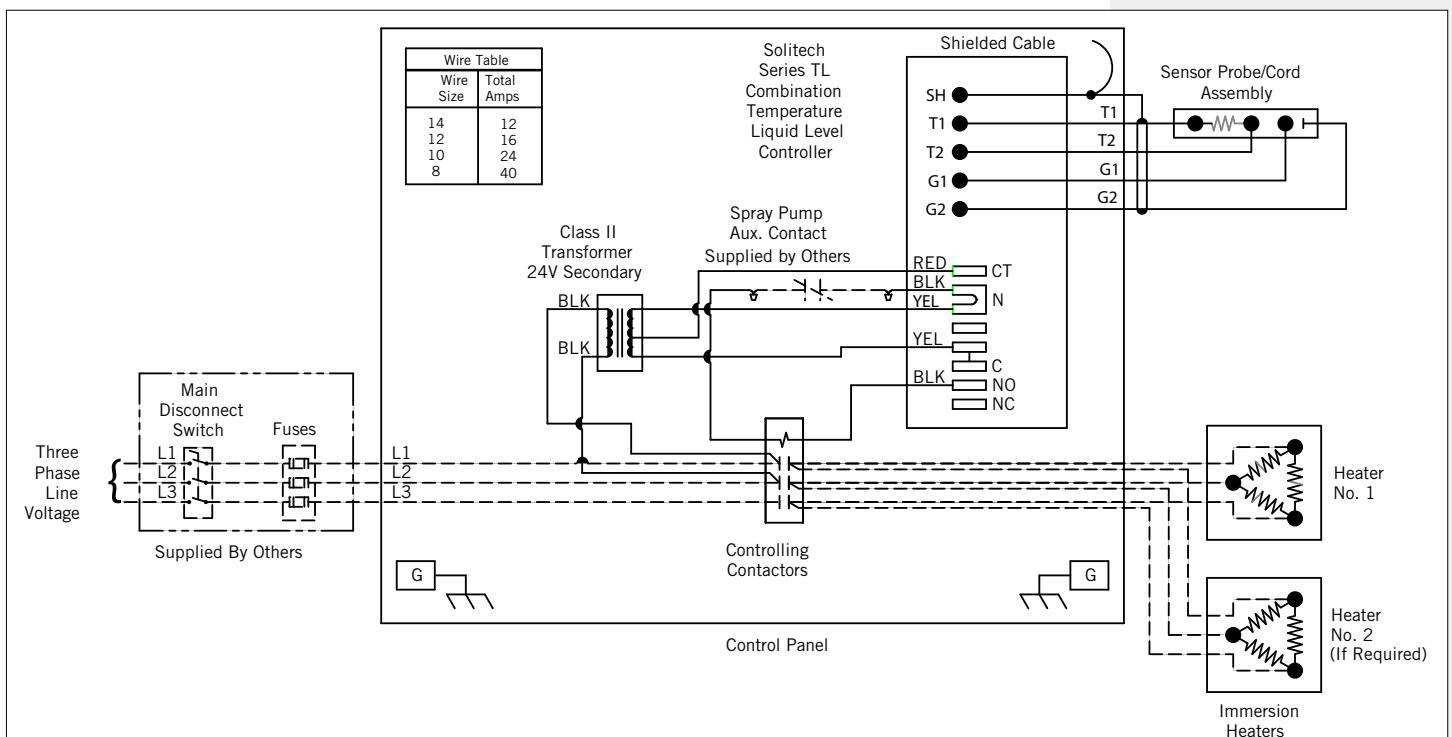 Wire Table
Wire Size
Total Amps
14 12
12 16
10 24
8 40
Solitech
Series TL
Combination
Temperature
Liquid Level
Controller
Shielded Cable
SH
T1
T2
G1
G2
T1
T2
G1
G2
Sensor Probe/Cord
Assembly
Class II
Transformer
24V Secondary
Spray Pump
Aux. Contact
Supplied by Others
BLK
BLK
RED
BLK
YEL
YEL
BLK
CT
N
C
NO
NC
Main
Disconnect
Switch
Fuses
Three
Phase
Line
Voltage
L1
L2
L3
L1
L2
L3
Supplied By Others
Controlling
Contactors
G
G
Control Panel
Heater
No. 1
Heater
No. 2
(If Required)
Immersion
Heaters